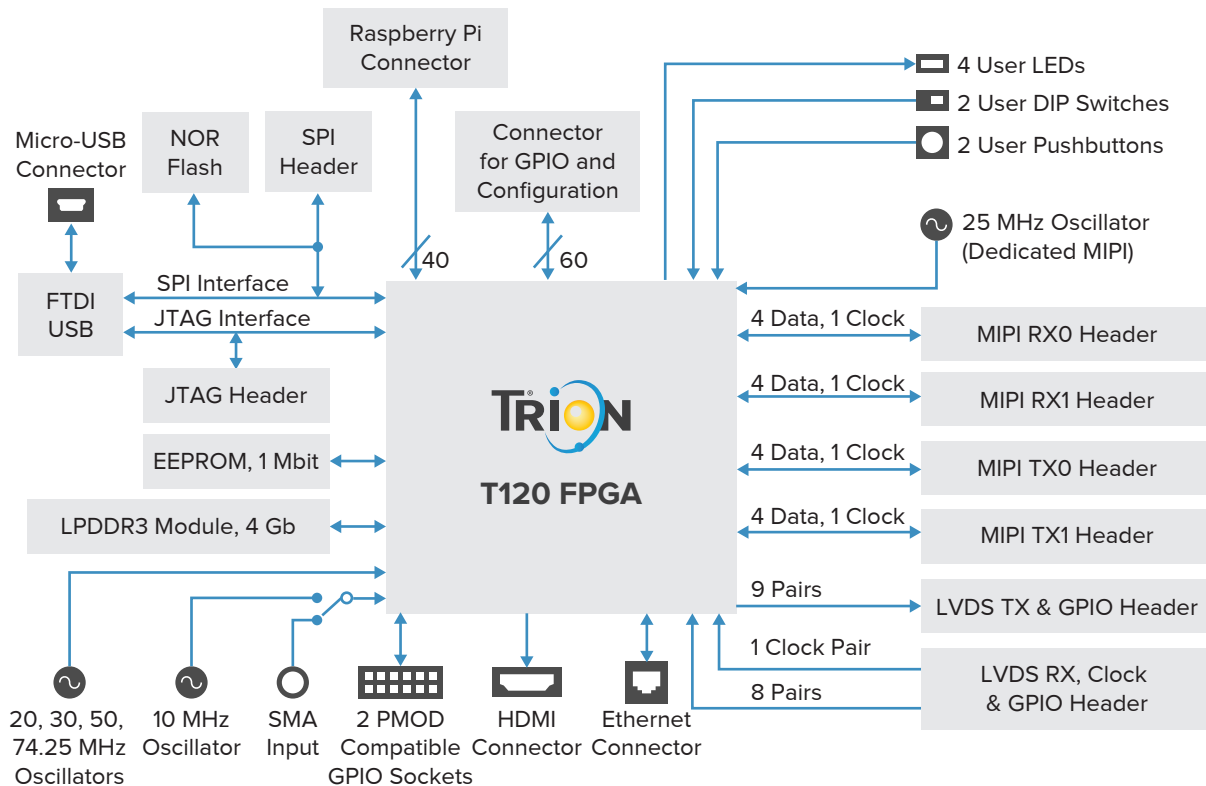 Raspberry Pi
Connector
4 User LEDs
2 User DIP Switches
2 User Pushbuttons
Micro-USB
Connector
NOR
Flash
SPI
Header
Connector
for GPIO and
Configuration
25 MHz Oscillator
(Dedicated MIPI)
40
60
FTDI
USB
SPI Interface
JTAG Interface
JTAG Header
EEPROM, 1 Mbit
LPDDR3 Module, 4 Gb
TRION®
T120 FPGA
4 Data, 1 Clock
MIPI RX0 Header
4 Data, 1 Clock
MIPI RX1 Header
4 Data, 1 Clock
MIPI TX0 Header
4 Data, 1 Clock
MIPI TX1 Header
9 Pairs
LVDS TX & GPIO Header
1 Clock Pair
8 Pairs
LVDS RX, Clock
& GPIO Header
20, 30, 50,
74.25 MHz
Oscillators
10 MHz
Oscillator
SMA
Input
2 PMOD
Compatible
GPIO Sockets
HDMI
Connector
Ethernet
Connector